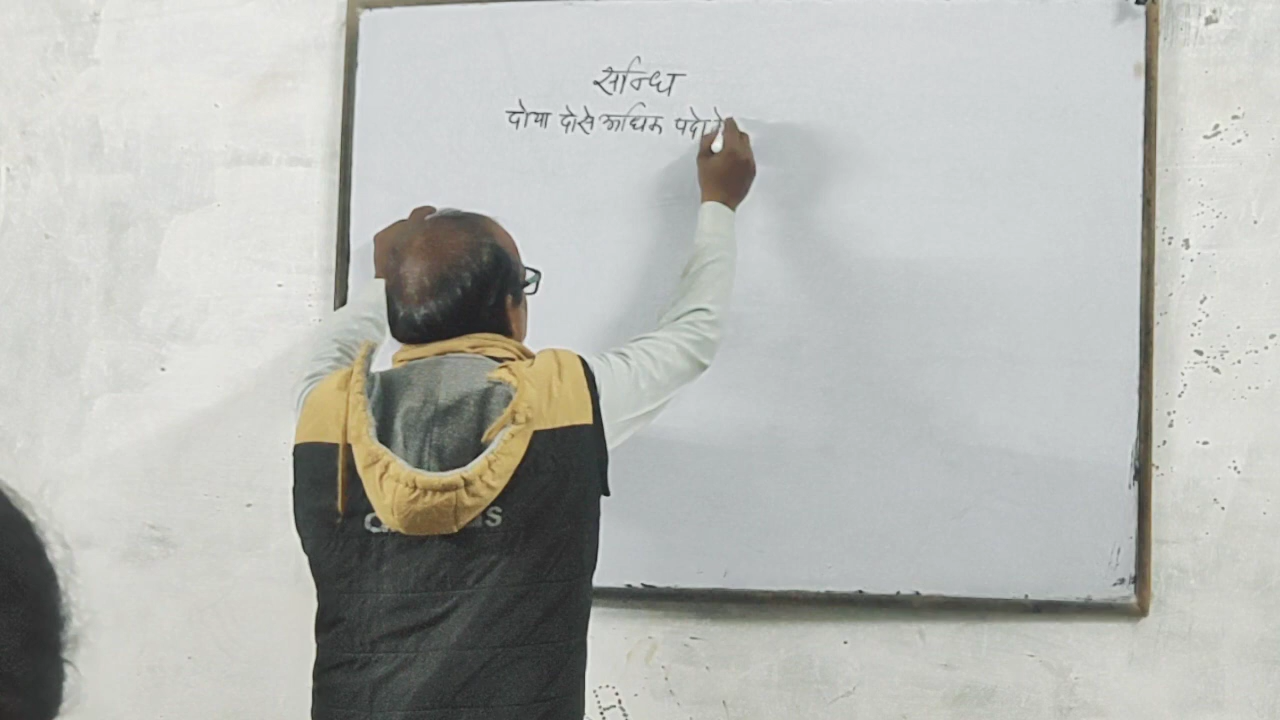 सन्धि
दो या दो से अधिक पदो